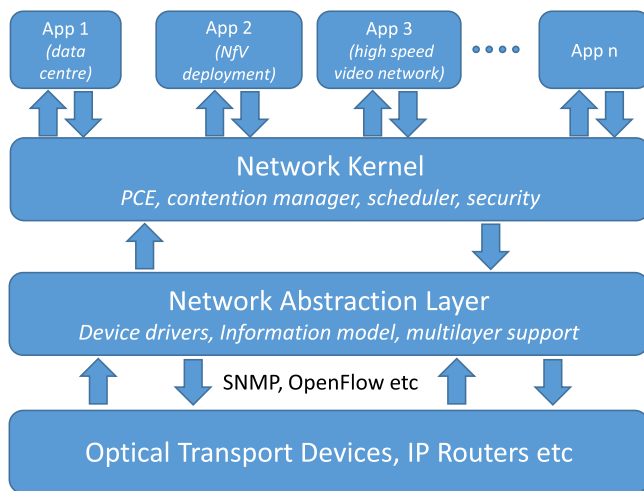 App 1
(data
centre)
App 2
(NfV
deployment)
App 3
(high speed
video network)
App n
Network Kernel
PCE, contention manager, scheduler, security
Network Abstraction Layer
Device drivers, Information model, multilayer support
SNMP, OpenFlow etc
Optical Transport Devices, IP Routers etc